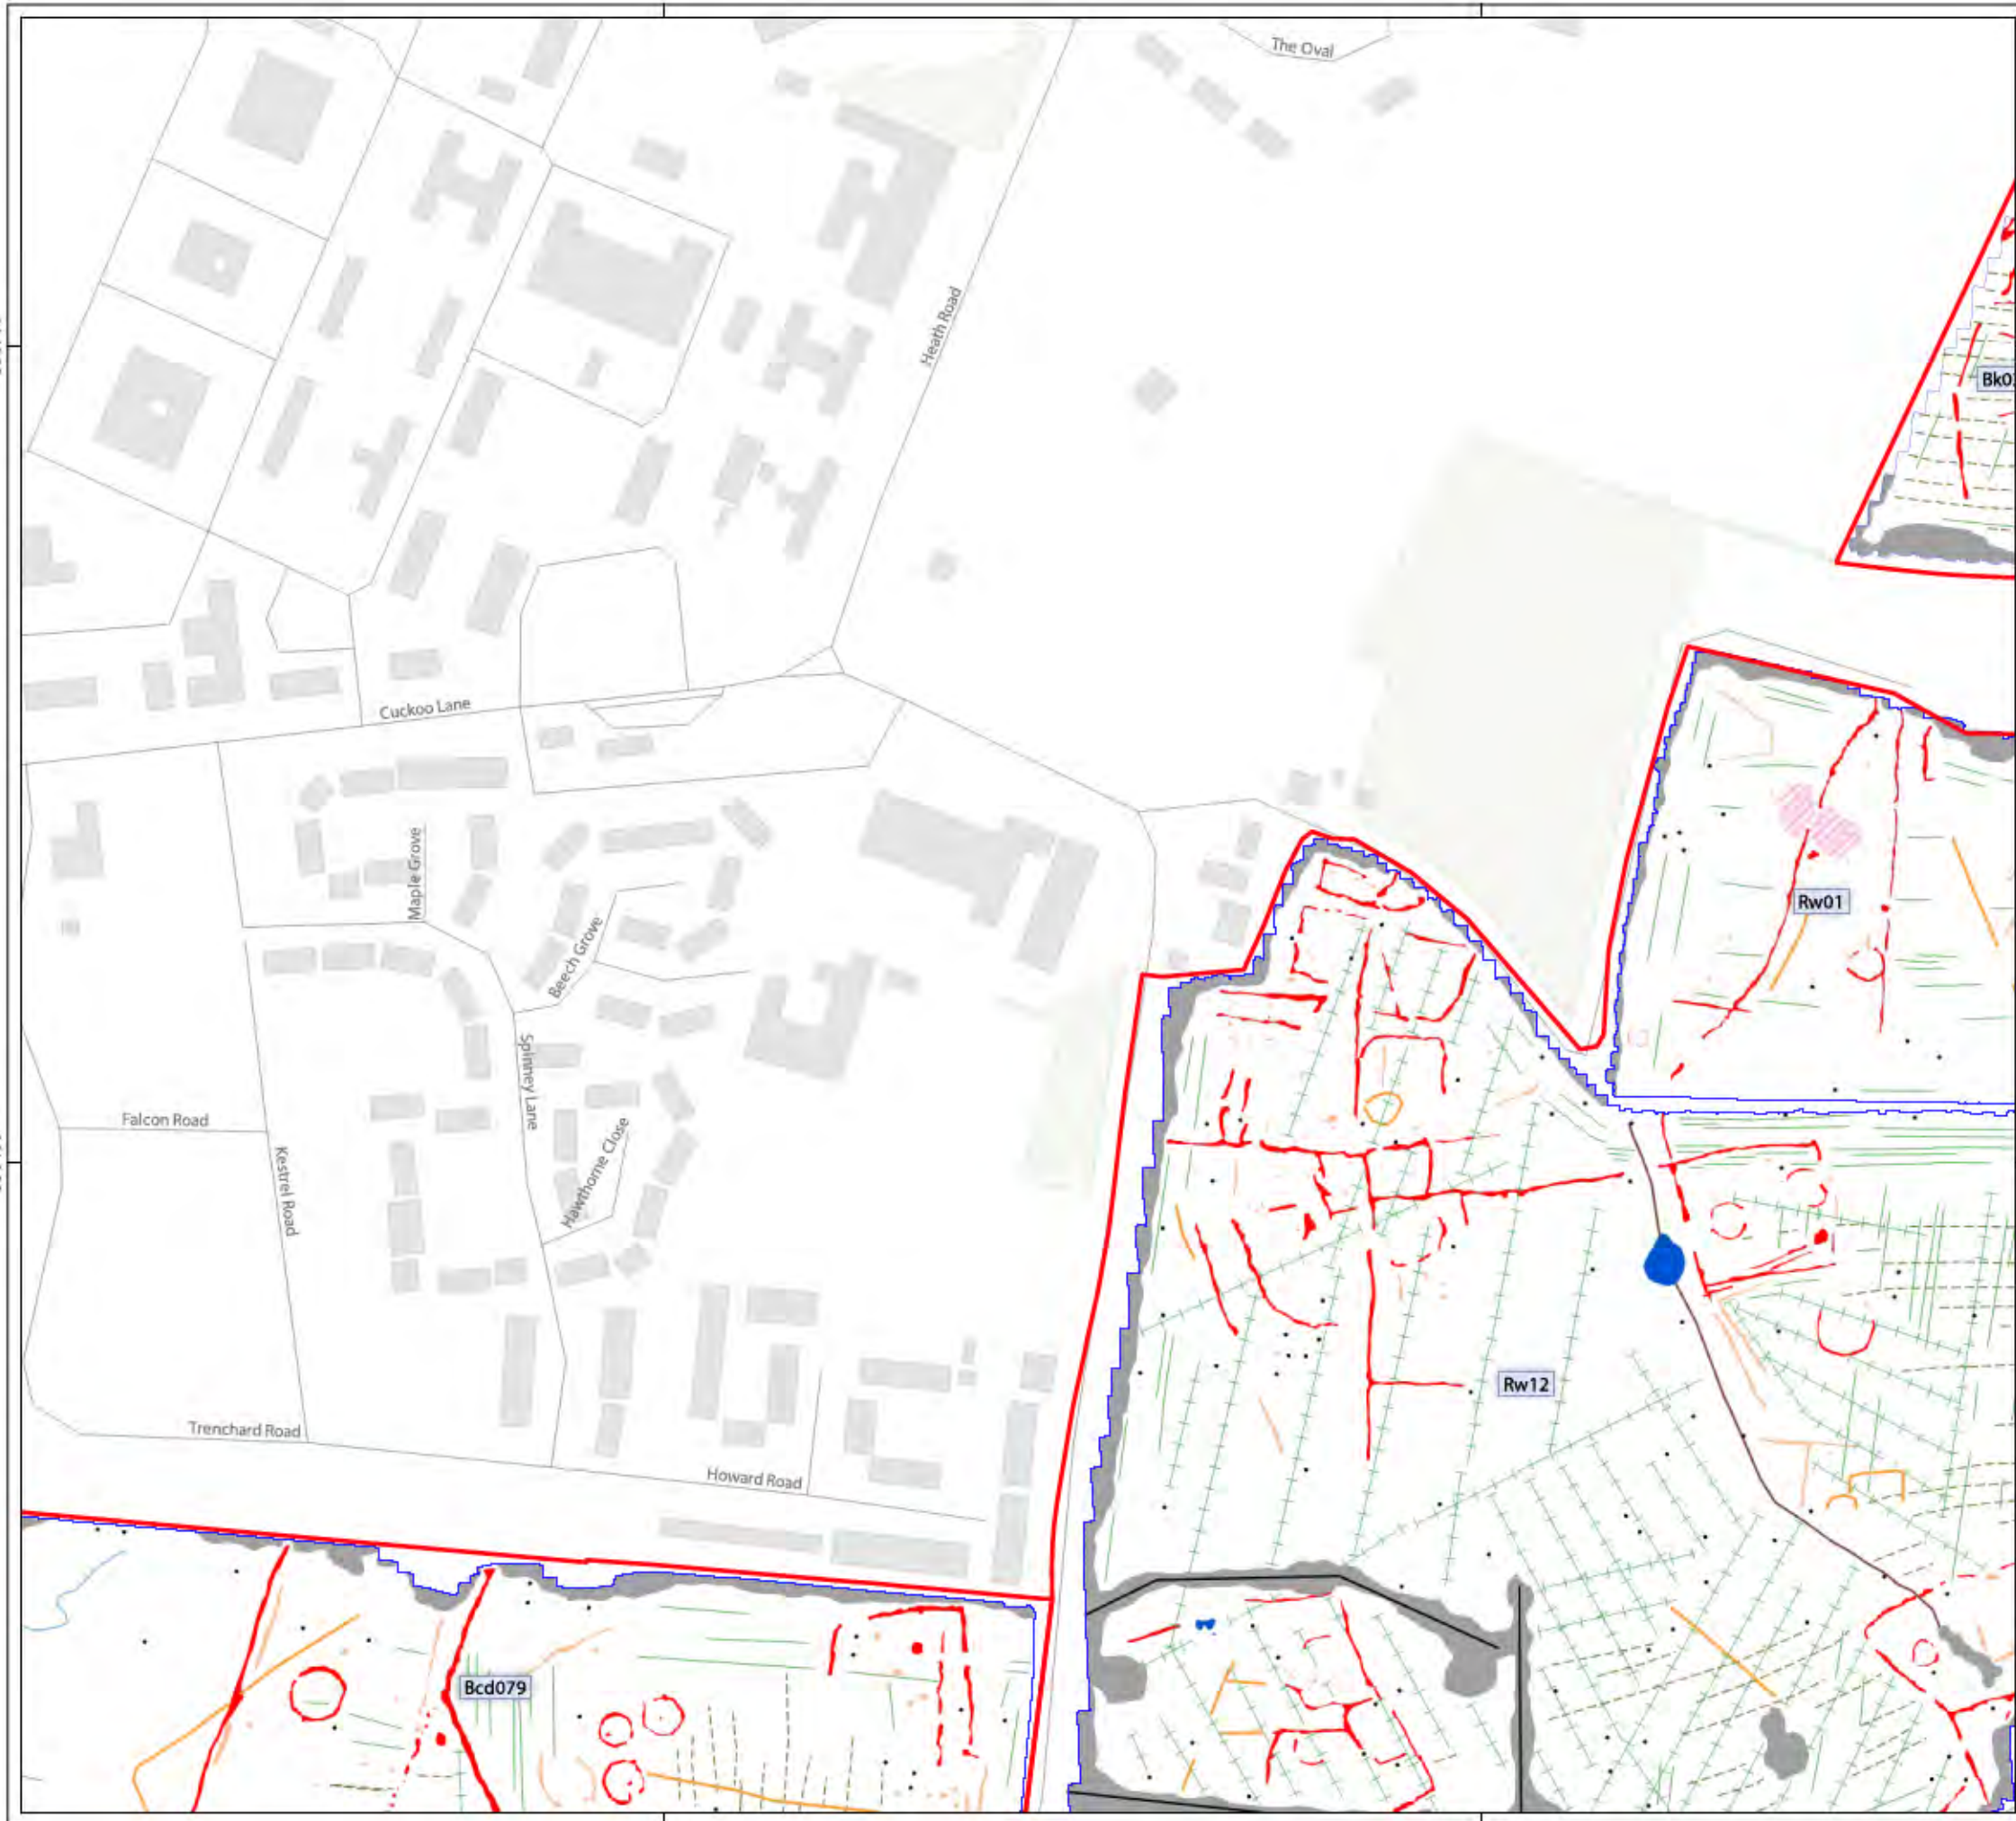 The Oval
Heath Road
Bk0
Cuckoo Lane
Maple Grove
Rw01
Beech Grove
Spinney Lane
Falcon Road
Kestrel Road
Hawthorne Close
Rw12
Trenchard Road
Howard Road
Bcd079